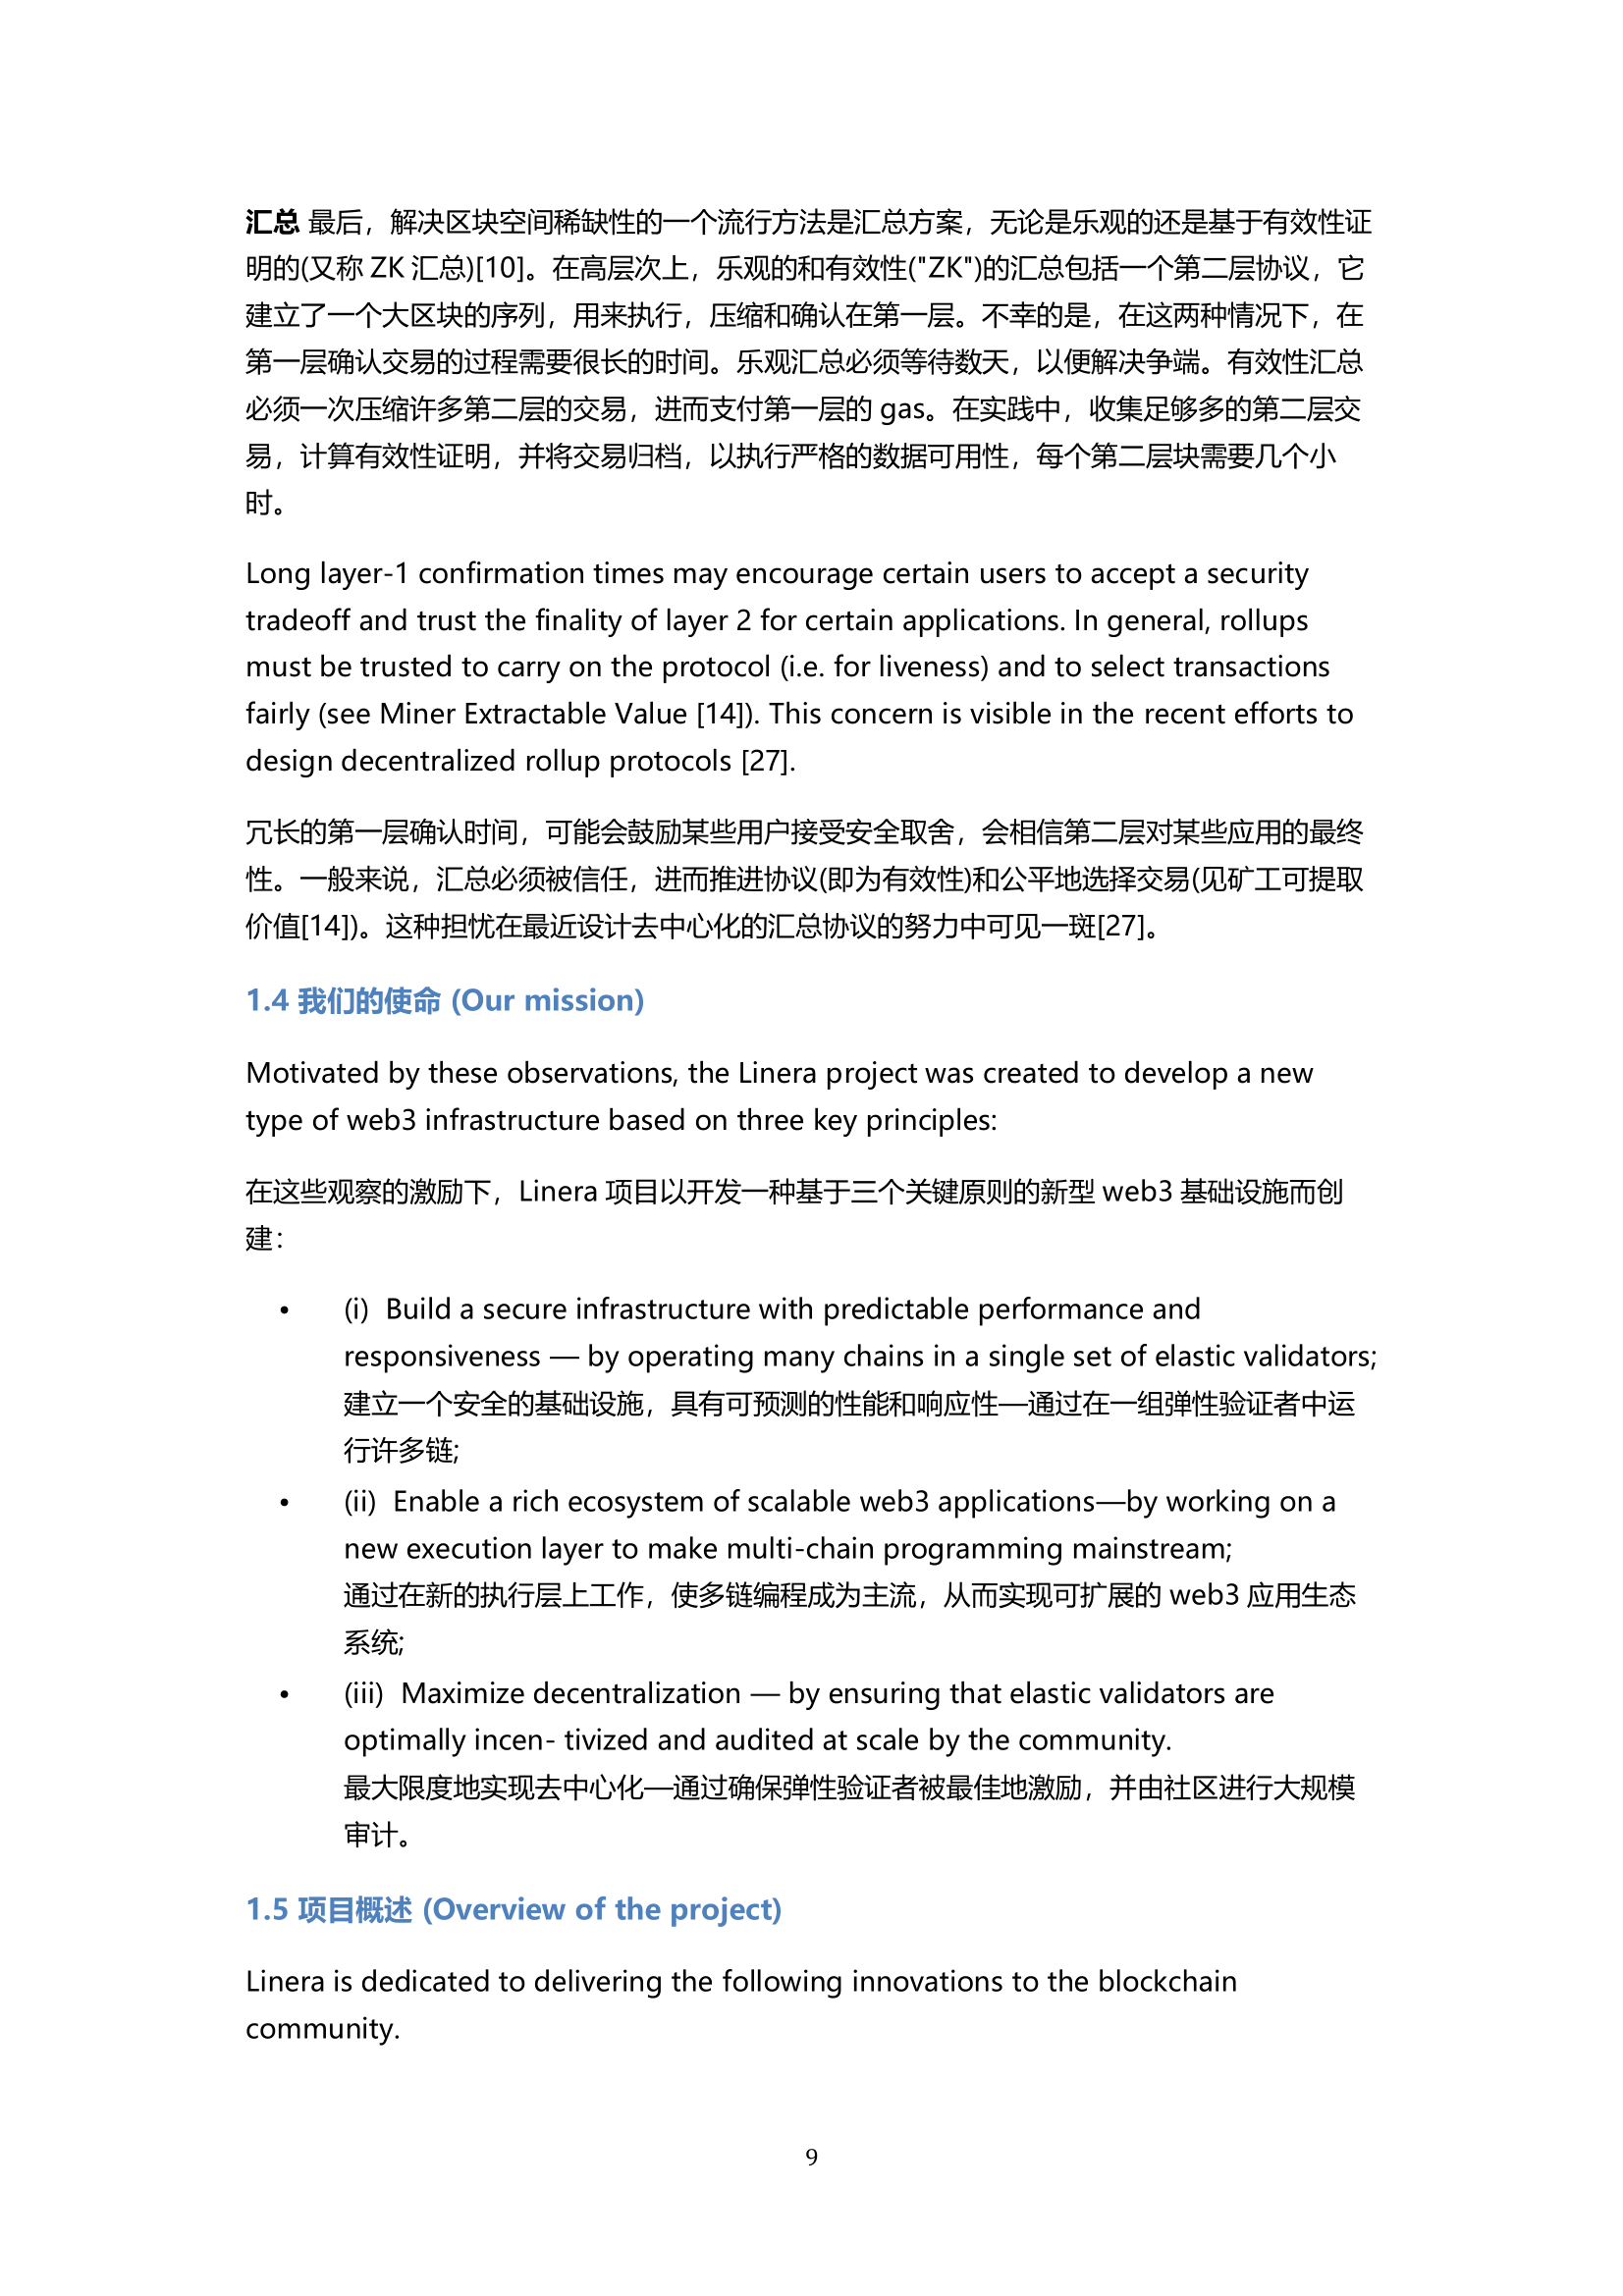 汇总 最后，解决区块空间稀缺性的一个流行方法是汇总方案，无论是乐观的还是基于有效性证
明的(又称 ZK 汇总)[10]。在高层次上，乐观的和有效性("ZK")的汇总包括一个第二层协议，它
建立了一个大区块的序列，用来执行，压缩和确认在第一层。不幸的是，在这两种情况下，在
第一层确认交易的过程需要很长的时间。乐观汇总必须等待数天，以便解决争端。有效性汇总
必须一次压缩许多第二层的交易，进而支付第一层的 gas。在实践中，收集足够多的第二层交
易，计算有效性证明，并将交易归档，以执行严格的数据可用性，每个第二层块需要几个小
时。
Long layer-1 confirmation times may encourage certain users to accept a security
tradeoff and trust the finality of layer 2 for certain applications. In general, rollups
must be trusted to carry on the protocol (i.e. for liveness) and to select transactions
fairly (see Miner Extractable Value [14]). This concern is visible in the recent efforts to
design decentralized rollup protocols [27].
冗长的第一层确认时间，可能会鼓励某些用户接受安全取舍，会相信第二层对某些应用的最终
性。一般来说，汇总必须被信任，进而推进协议(即为有效性)和公平地选择交易(见矿工可提取
价值[14])。这种担忧在最近设计去中心化的汇总协议的努力中可见一斑[27]。
1.4 我们的使命 (Our mission)
Motivated by these observations, the Linera project was created to develop a new
type of web3 infrastructure based on three key principles:
在这些观察的激励下，Linera 项目以开发一种基于三个关键原则的新型 web3 基础设施而创
建：
• (i) Build a secure infrastructure with predictable performance and
responsiveness — by operating many chains in a single set of elastic validators;
建立一个安全的基础设施，具有可预测的性能和响应性—通过在一组弹性验证者中运
行许多链;
• (ii) Enable a rich ecosystem of scalable web3 applications—by working on a
new execution layer to make multi-chain programming mainstream;
通过在新的执行层上工作，使多链编程成为主流，从而实现可扩展的 web3 应用生态
系统;
• (iii) Maximize decentralization — by ensuring that elastic validators are
optimally incen- tivized and audited at scale by the community.
最大限度地实现去中心化—通过确保弹性验证者被最佳地激励，并由社区进行大规模
审计。
1.5 项目概述 (Overview of the project)
Linera is dedicated to delivering the following innovations to the blockchain
community.
9